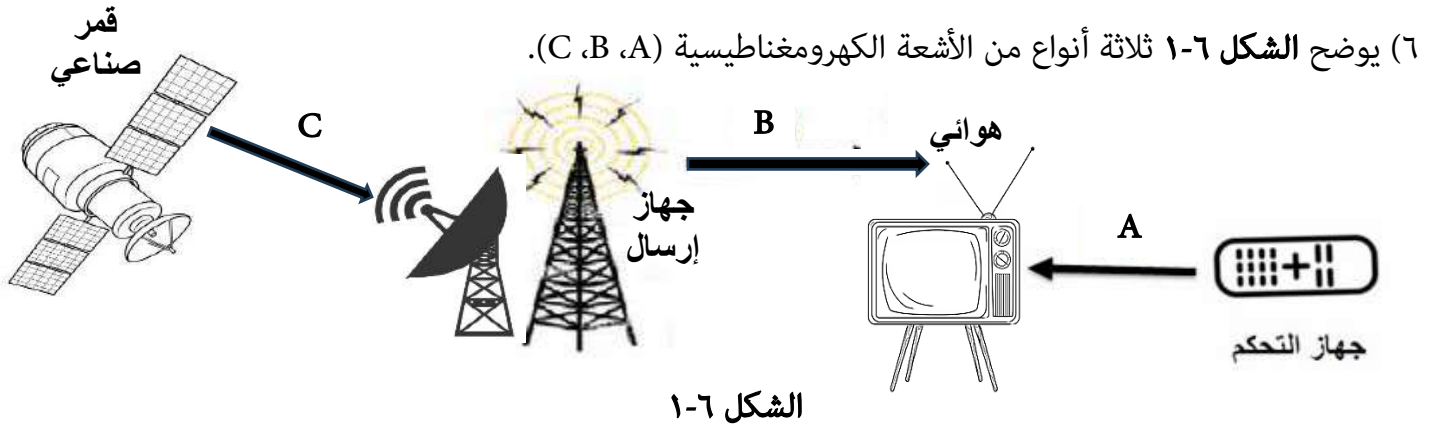 ٦) يوضح الشكل ٦-١ ثلاثة أنواع من الأشعة الكهرومغناطيسية (C ،B ،A).
قمر
صناعي
C
B
هوائي
جهاز
إرسال
A
جهاز التحكم
الشكل ٦-١